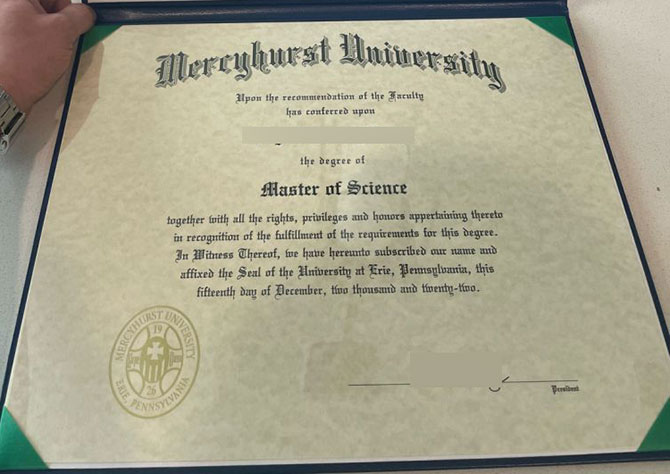 Mercyhurst University
Upon the recommendation of the Faculty
has conferred upon
the degree of
Master of Science
together with all the rights, privileges and honors appertaining thereto
in recognition of the fulfillment of the requirements for this degree.
In Witness Thereof, we have hereunto subscribed our name and
affixed the Seal of the University at Erie, Pennsylvania, this
fifteenth day of December, two thousand and twenty-two.
MERCYHURST UNIVERSITY
19
26
ERIE, PENNSYLVANIA
President